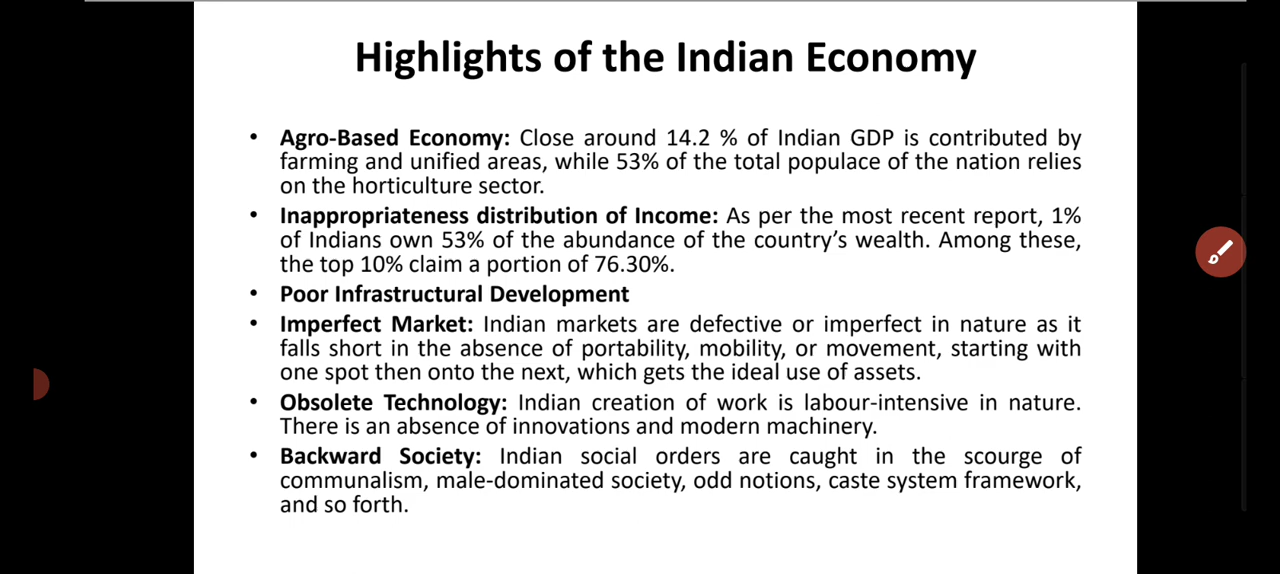 Highlights of the Indian Economy
• Agro-Based Economy: Close around 14.2 % of Indian GDP is contributed by
farming and unified areas, while 53% of the total populace of the nation relies
on the horticulture sector.
• Inappropriateness distribution of Income: As per the most recent report, 1%
of Indians own 53% of the abundance of the country’s wealth. Among these,
the top 10% claim a portion of 76.30%.
• Poor Infrastructural Development
• Imperfect Market: Indian markets are defective or imperfect in nature as it
falls short in the absence of portability, mobility, or movement, starting with
one spot then onto the next, which gets the ideal use of assets.
• Obsolete Technology: Indian creation of work is labour-intensive in nature.
There is an absence of innovations and modern machinery.
• Backward Society: Indian social orders are caught in the scourge of
communalism, male-dominated society, odd notions, caste system framework,
and so forth.